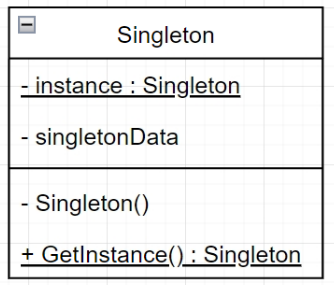 Singleton
- instance : Singleton
- singletonData
- Singleton()
+ GetInstance() : Singleton